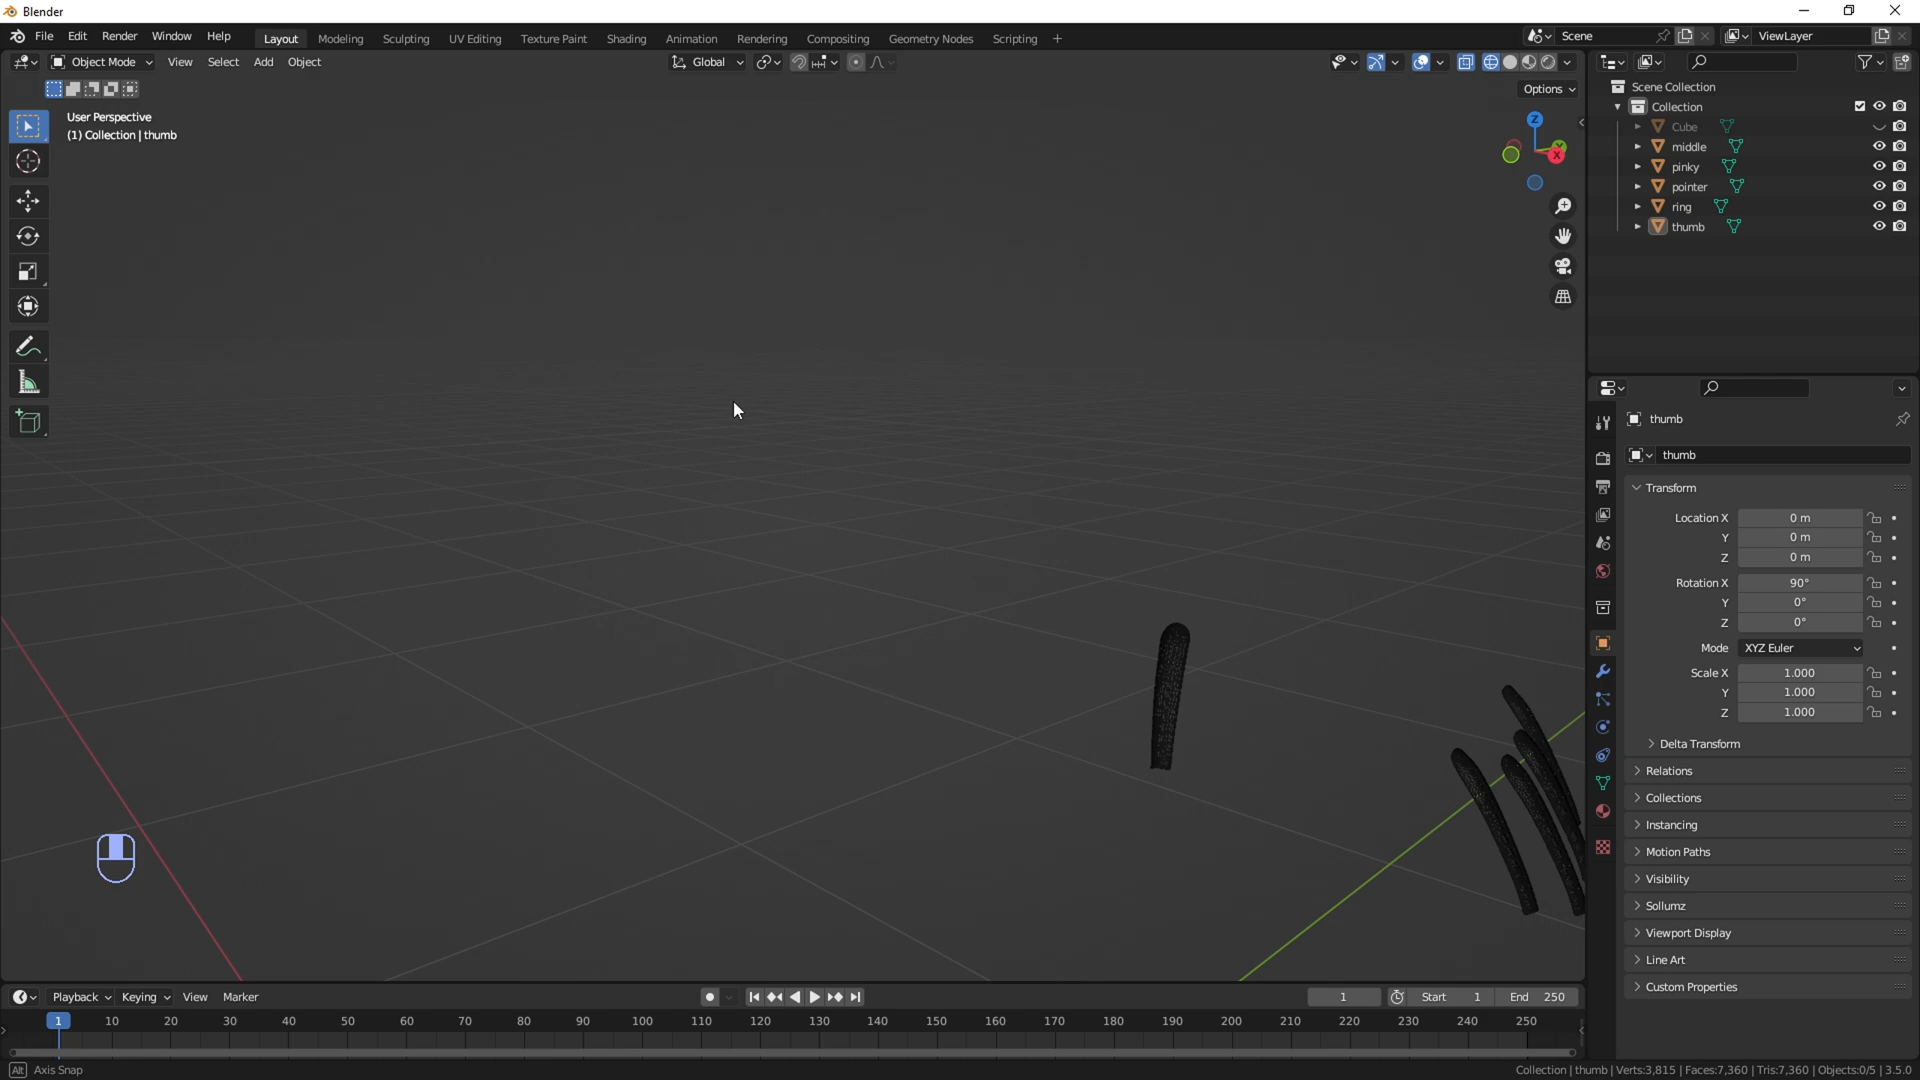 Blender
File Edit Render Window Help Layout Modeling Sculpting UV Editing Texture Paint Shading Animation Rendering Compositing Geometry Nodes Scripting + Scene ViewLayer
Object Mode View Select Add Object Global
Options
User Perspective
(1) Collection | thumb
Z
Y
X
Scene Collection
Collection
Cube
middle
pinky
pointer
ring
thumb
thumb
thumb
Transform
Location X 0 m
Y 0 m
Z 0 m
Rotation X 90°
Y 0°
Z 0°
Mode XYZ Euler
Scale X 1.000
Y 1.000
Z 1.000
Delta Transform
Relations
Collections
Instancing
Motion Paths
Visibility
Sollumz
Viewport Display
Line Art
Custom Properties
Playback Keying View Marker 1 Start 1 End 250
1 10 20 30 40 50 60 70 80 90 100 110 120 130 140 150 160 170 180 190 200 210 220 230 240 250
Alt Axis Snap
Collection | thumb | Verts:3,815 | Faces:7,360 | Tris:7,360 | Objects:0/5 | 3.5.0